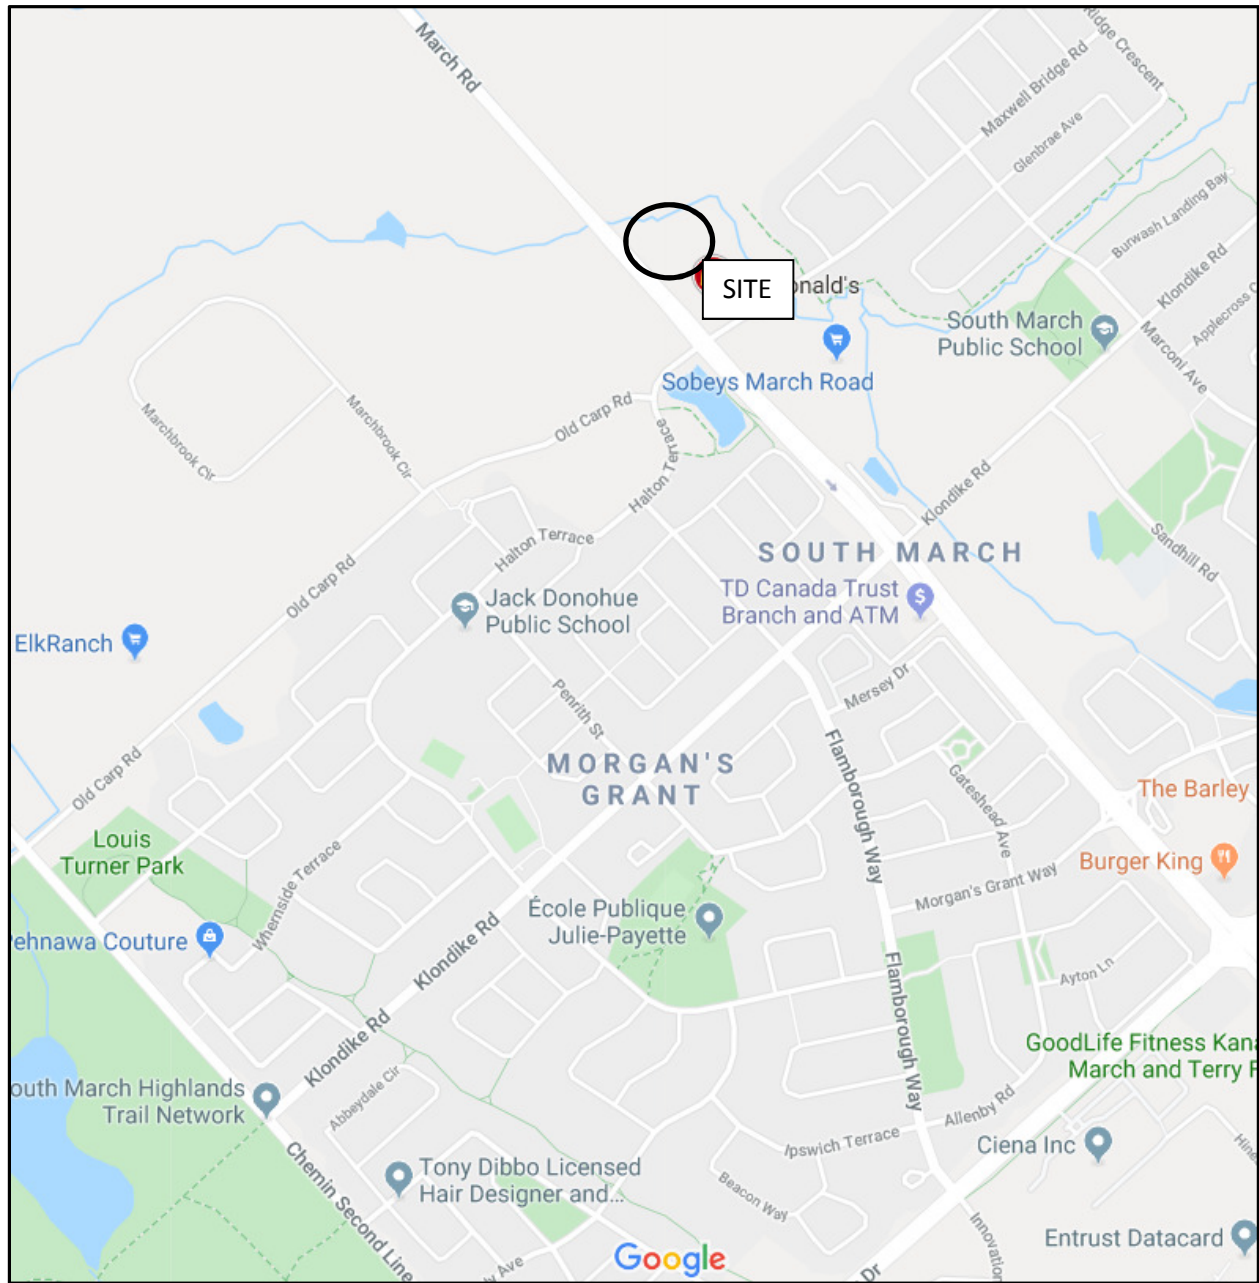 March Rd
Ridge Crescent
Maxwell Bridge Rd
Glenbrae Ave
Burwash Landing Bay
Klondike Rd
Applecross C
SITE
onald's
South March
Public School
Marconi Ave
Sobeys March Road
Marchbrook Cir
Marchbrook Cir
Old Carp Rd
Halton Terrace
Klondike Rd
Sandhill Rd
Halton Terrace
SOUTH MARCH
Old Carp Rd
Jack Donohue
Public School
TD Canada Trust
Branch and ATM
$
ElkRanch
Penrith St
Mersey Dr
Old Carp Rd
MORGAN'S
GRANT
Flamborough Way
Gateshead Ave
The Barley
Louis
Turner Park
Whernside Terrace
Burger King
Morgan's Grant Way
École Publique
Julie-Payette
ehnawa Couture
Klondike Rd
Flamborough Way
Ayton Ln
Klondike Rd
GoodLife Fitness Kana
March and Terry F
outh March Highlands
Trail Network
Abbeydale Cir
Allenby Rd
Ipswich Terrace
Ciena Inc
Hine
Chemin Second Line
Tony Dibbo Licensed
Hair Designer and...
Beacon Way
Innovation
Entrust Datacard
Google
y Ave
Dr